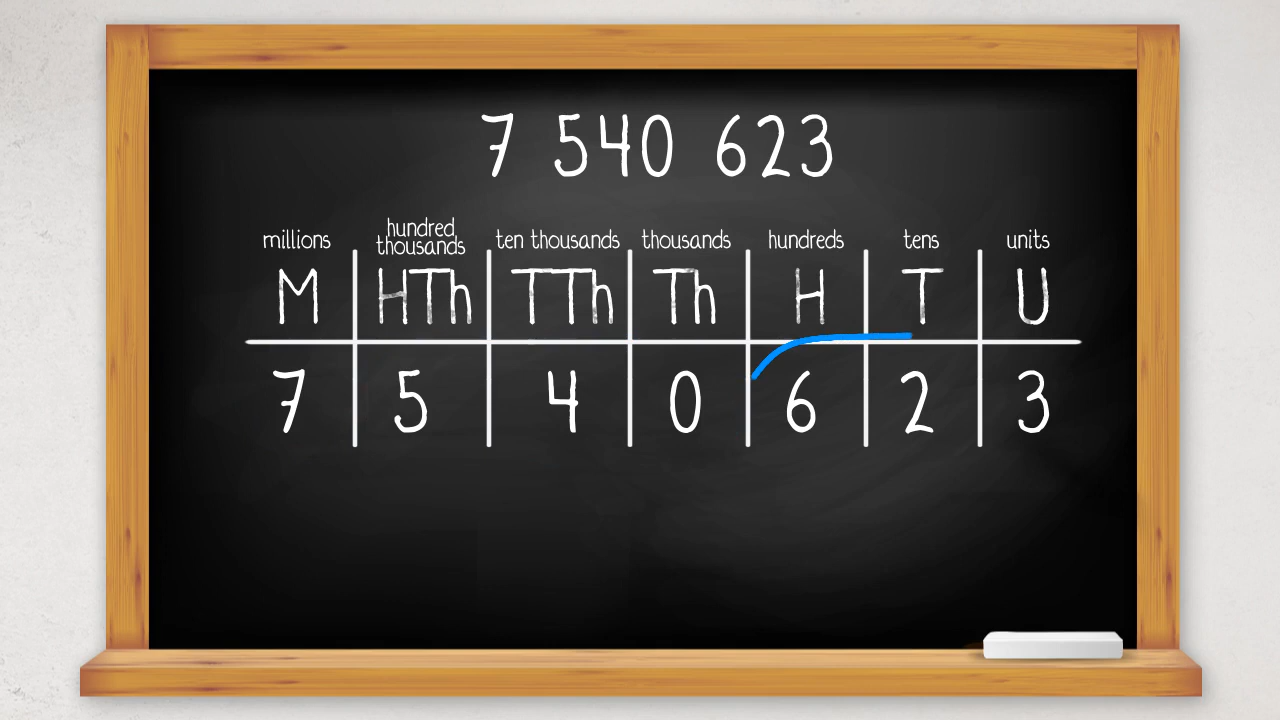 7 540 623
millions hundred thousands ten thousands thousands hundreds tens units
M HTh TTh Th H T U
7 5 4 0 6 2 3